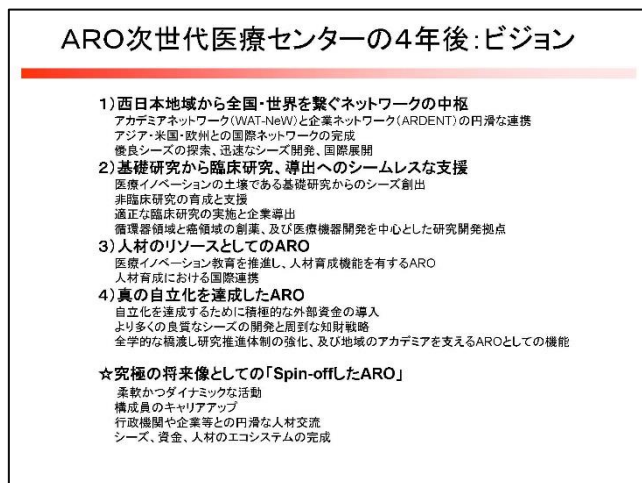 ARO次世代医療センターの4年後:ビジョン
1)西日本地域から全国・世界を繋ぐネットワークの中枢
アカデミアネットワーク(WAT-NeW)と企業ネットワーク(ARDENT)の円滑な連携
アジア・米国・欧州との国際ネットワークの完成
優良シーズの探索、迅速なシーズ開発、国際展開
2)基礎研究から臨床研究、導出へのシームレスな支援
医療イノベーションの土壌である基礎研究からのシーズ創出
非臨床研究の育成と支援
適正な臨床研究の実施と企業導出
循環器領域と癌領域の創薬、及び医療機器開発を中心とした研究開発拠点
3)人材のリソースとしてのARO
医療イノベーション教育を推進し、人材育成機能を有するARO
人材育成における国際連携
4)真の自立化を達成したARO
自立化を達成するために積極的な外部資金の導入
より多くの良質なシーズの開発と周到な知財戦略
全学的な橋渡し研究推進体制の強化、及び地域のアカデミアを支えるAROとしての機能
☆究極の将来像としての「Spin-offしたARO」
柔軟かつダイナミックな活動
構成員のキャリアアップ
行政機関や企業等との円滑な人材交流
シーズ、資金、人材のエコシステムの完成